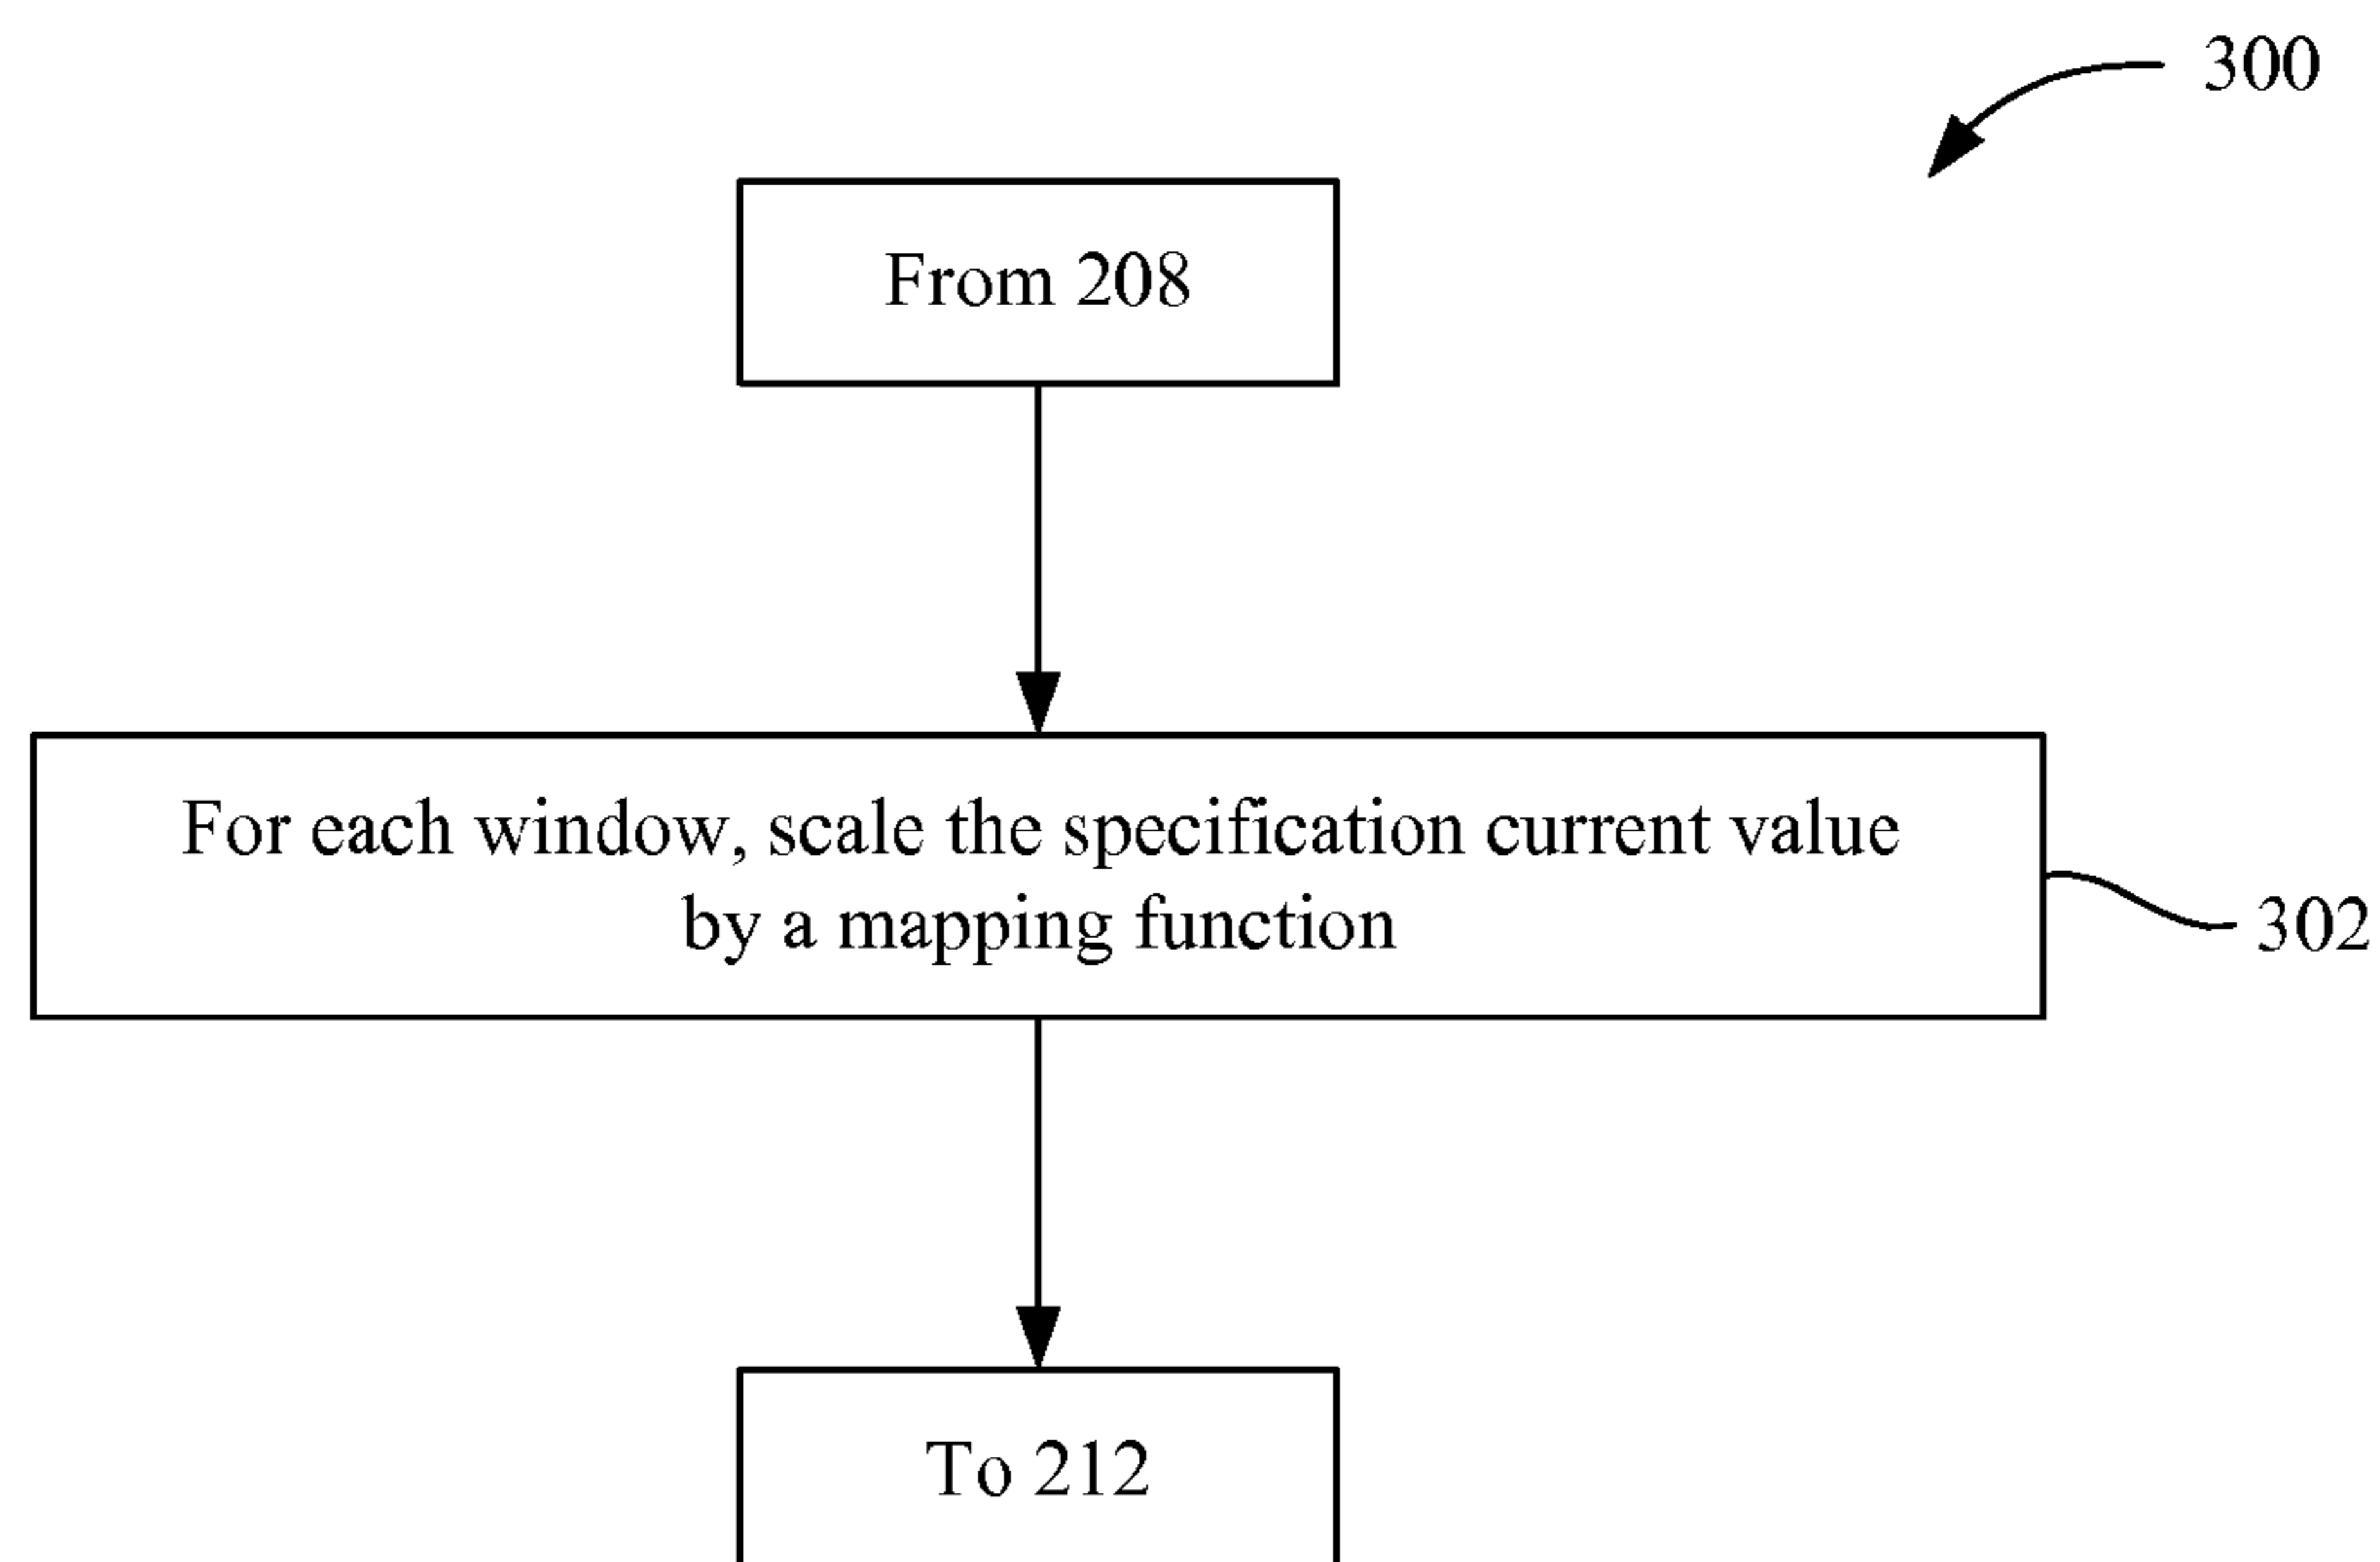 300
From 208
For each window, scale the specification current value
by a mapping function
302
To 212